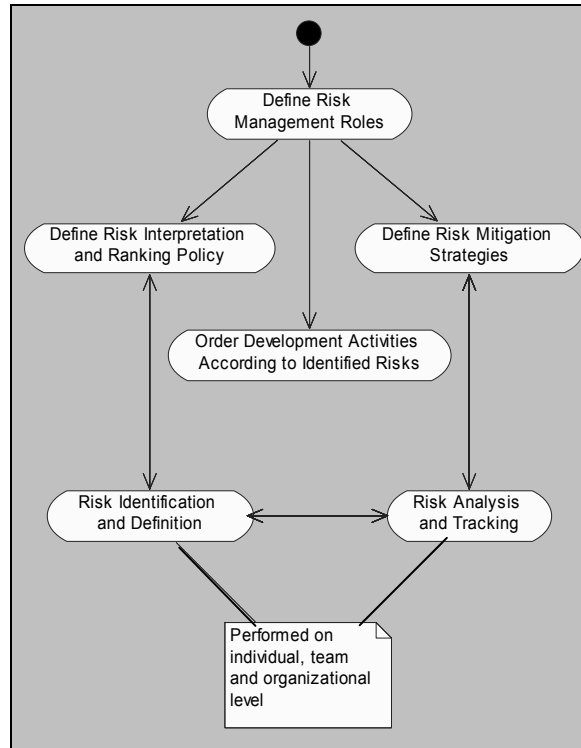 Define Risk
Management Roles
Define Risk Interpretation
and Ranking Policy
Define Risk Mitigation
Strategies
Order Development Activities
According to Identified Risks
Risk Identification
and Definition
Risk Analysis
and Tracking
Performed on
individual, team
and organizational
level